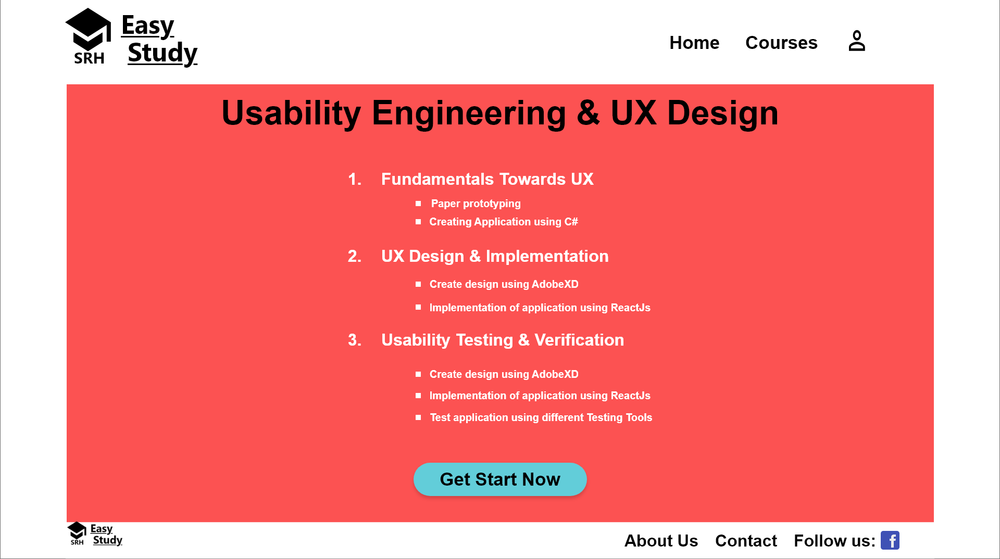 Easy
Study
SRH
Home Courses
Usability Engineering & UX Design
1. Fundamentals Towards UX
Paper prototyping
Creating Application using C#
2. UX Design & Implementation
Create design using AdobeXD
Implementation of application using ReactJs
3. Usability Testing & Verification
Create design using AdobeXD
Implementation of application using ReactJs
Test application using different Testing Tools
Get Start Now
Easy
Study
SRH
About Us Contact Follow us: f